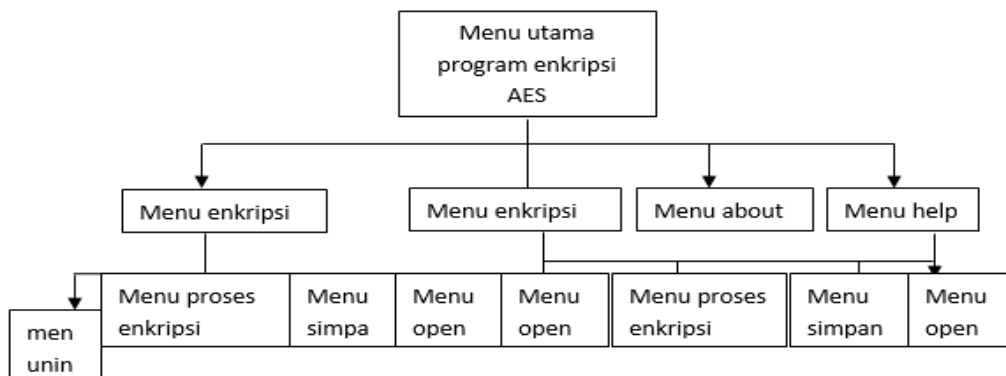 Menu utama
program enkripsi
AES
Menu enkripsi
Menu enkripsi
Menu about
Menu help
Menu proses
enkripsi
Menu
simpa
Menu
open
Menu
open
Menu proses
enkripsi
Menu
simpan
Menu
open
men
unin